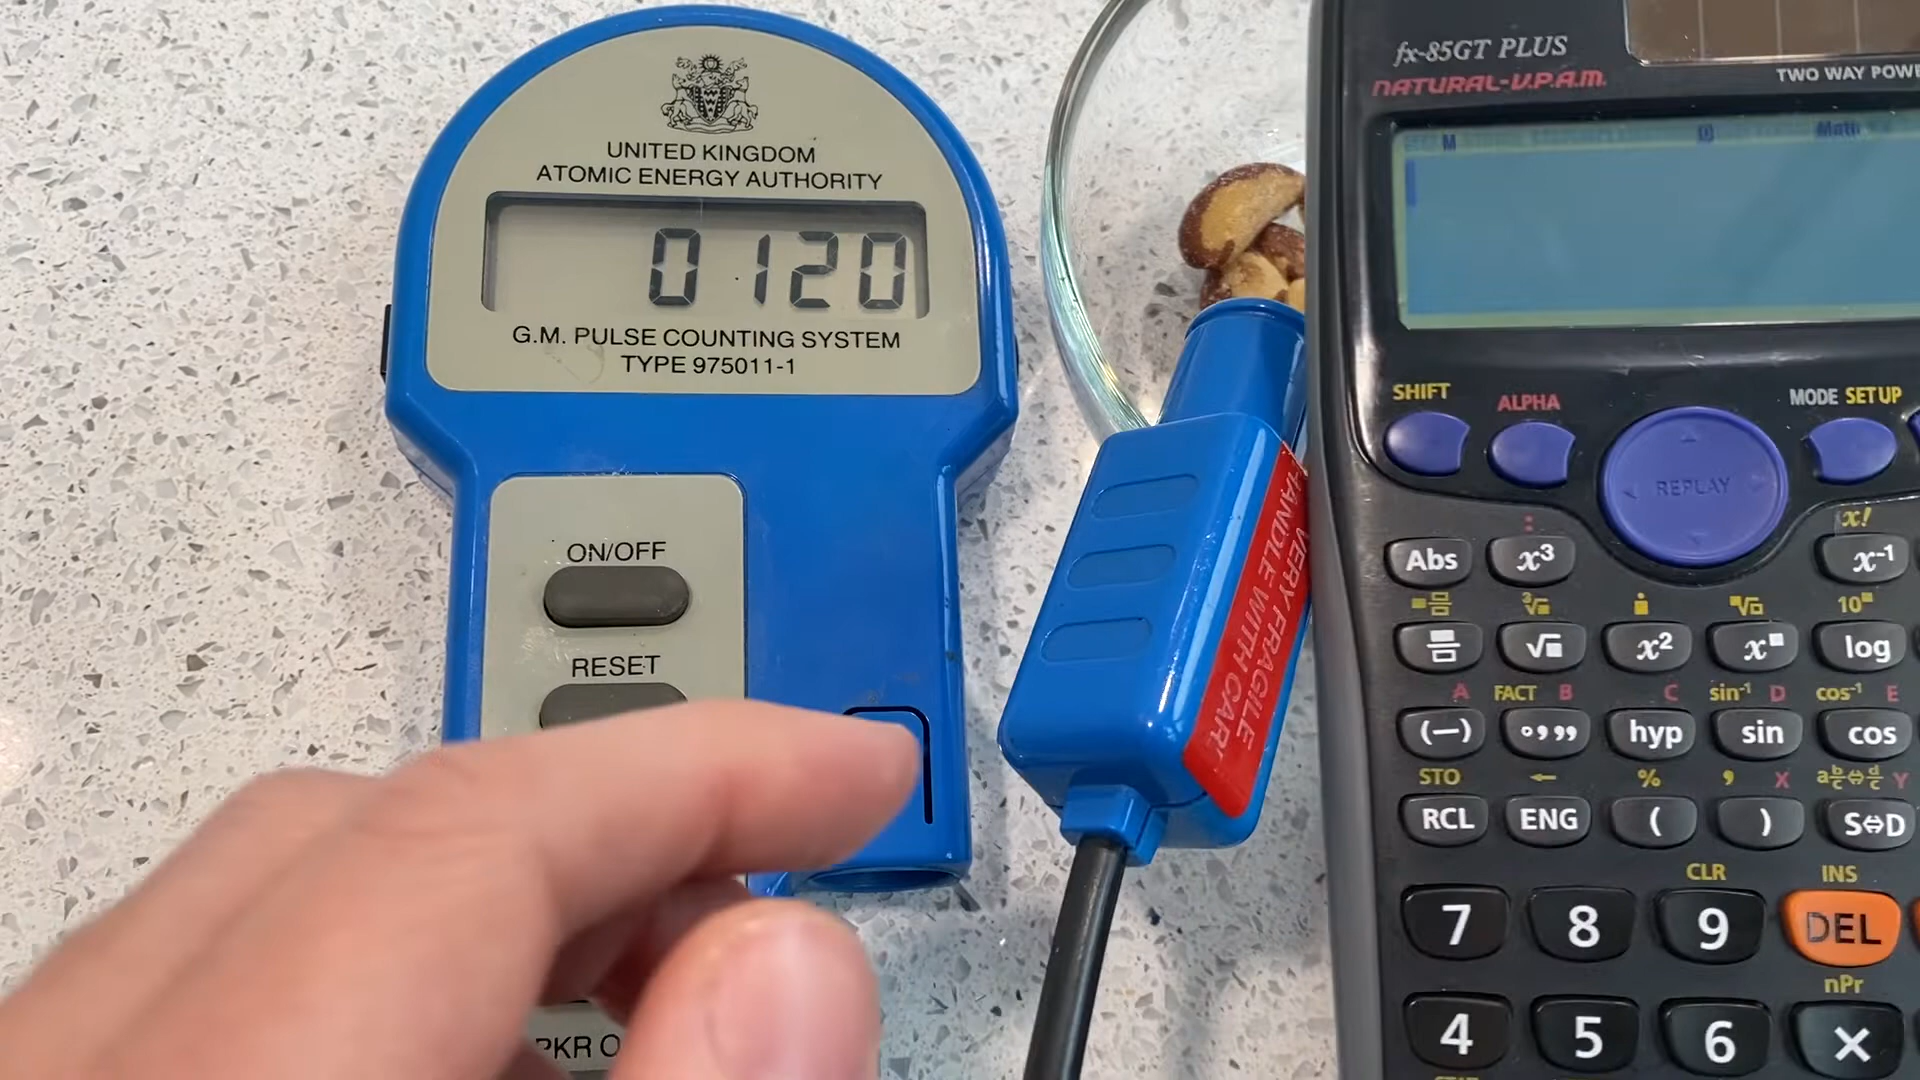 UNITED KINGDOM
ATOMIC ENERGY AUTHORITY
0120
G.M. PULSE COUNTING SYSTEM
TYPE 975011-1
ON/OFF
RESET
PKR O
VERY FRAGILE
HANDLE WITH CARE
fx-85GT PLUS
NATURAL-V.P.A.M.
TWO WAY POWE
M D Math
SHIFT
ALPHA
REPLAY
MODE SETUP
: x!
Abs x³ x⁻¹
³√■ ■√□ 10■
√■ x² x■ log
A FACT B C sin⁻¹ D cos⁻¹ E
(−) °,,, hyp sin cos
STO ← % , X a b/c⇔d/c Y
RCL ENG ( ) S⇔D
CLR INS
7 8 9 DEL
nPr
4 5 6 ×